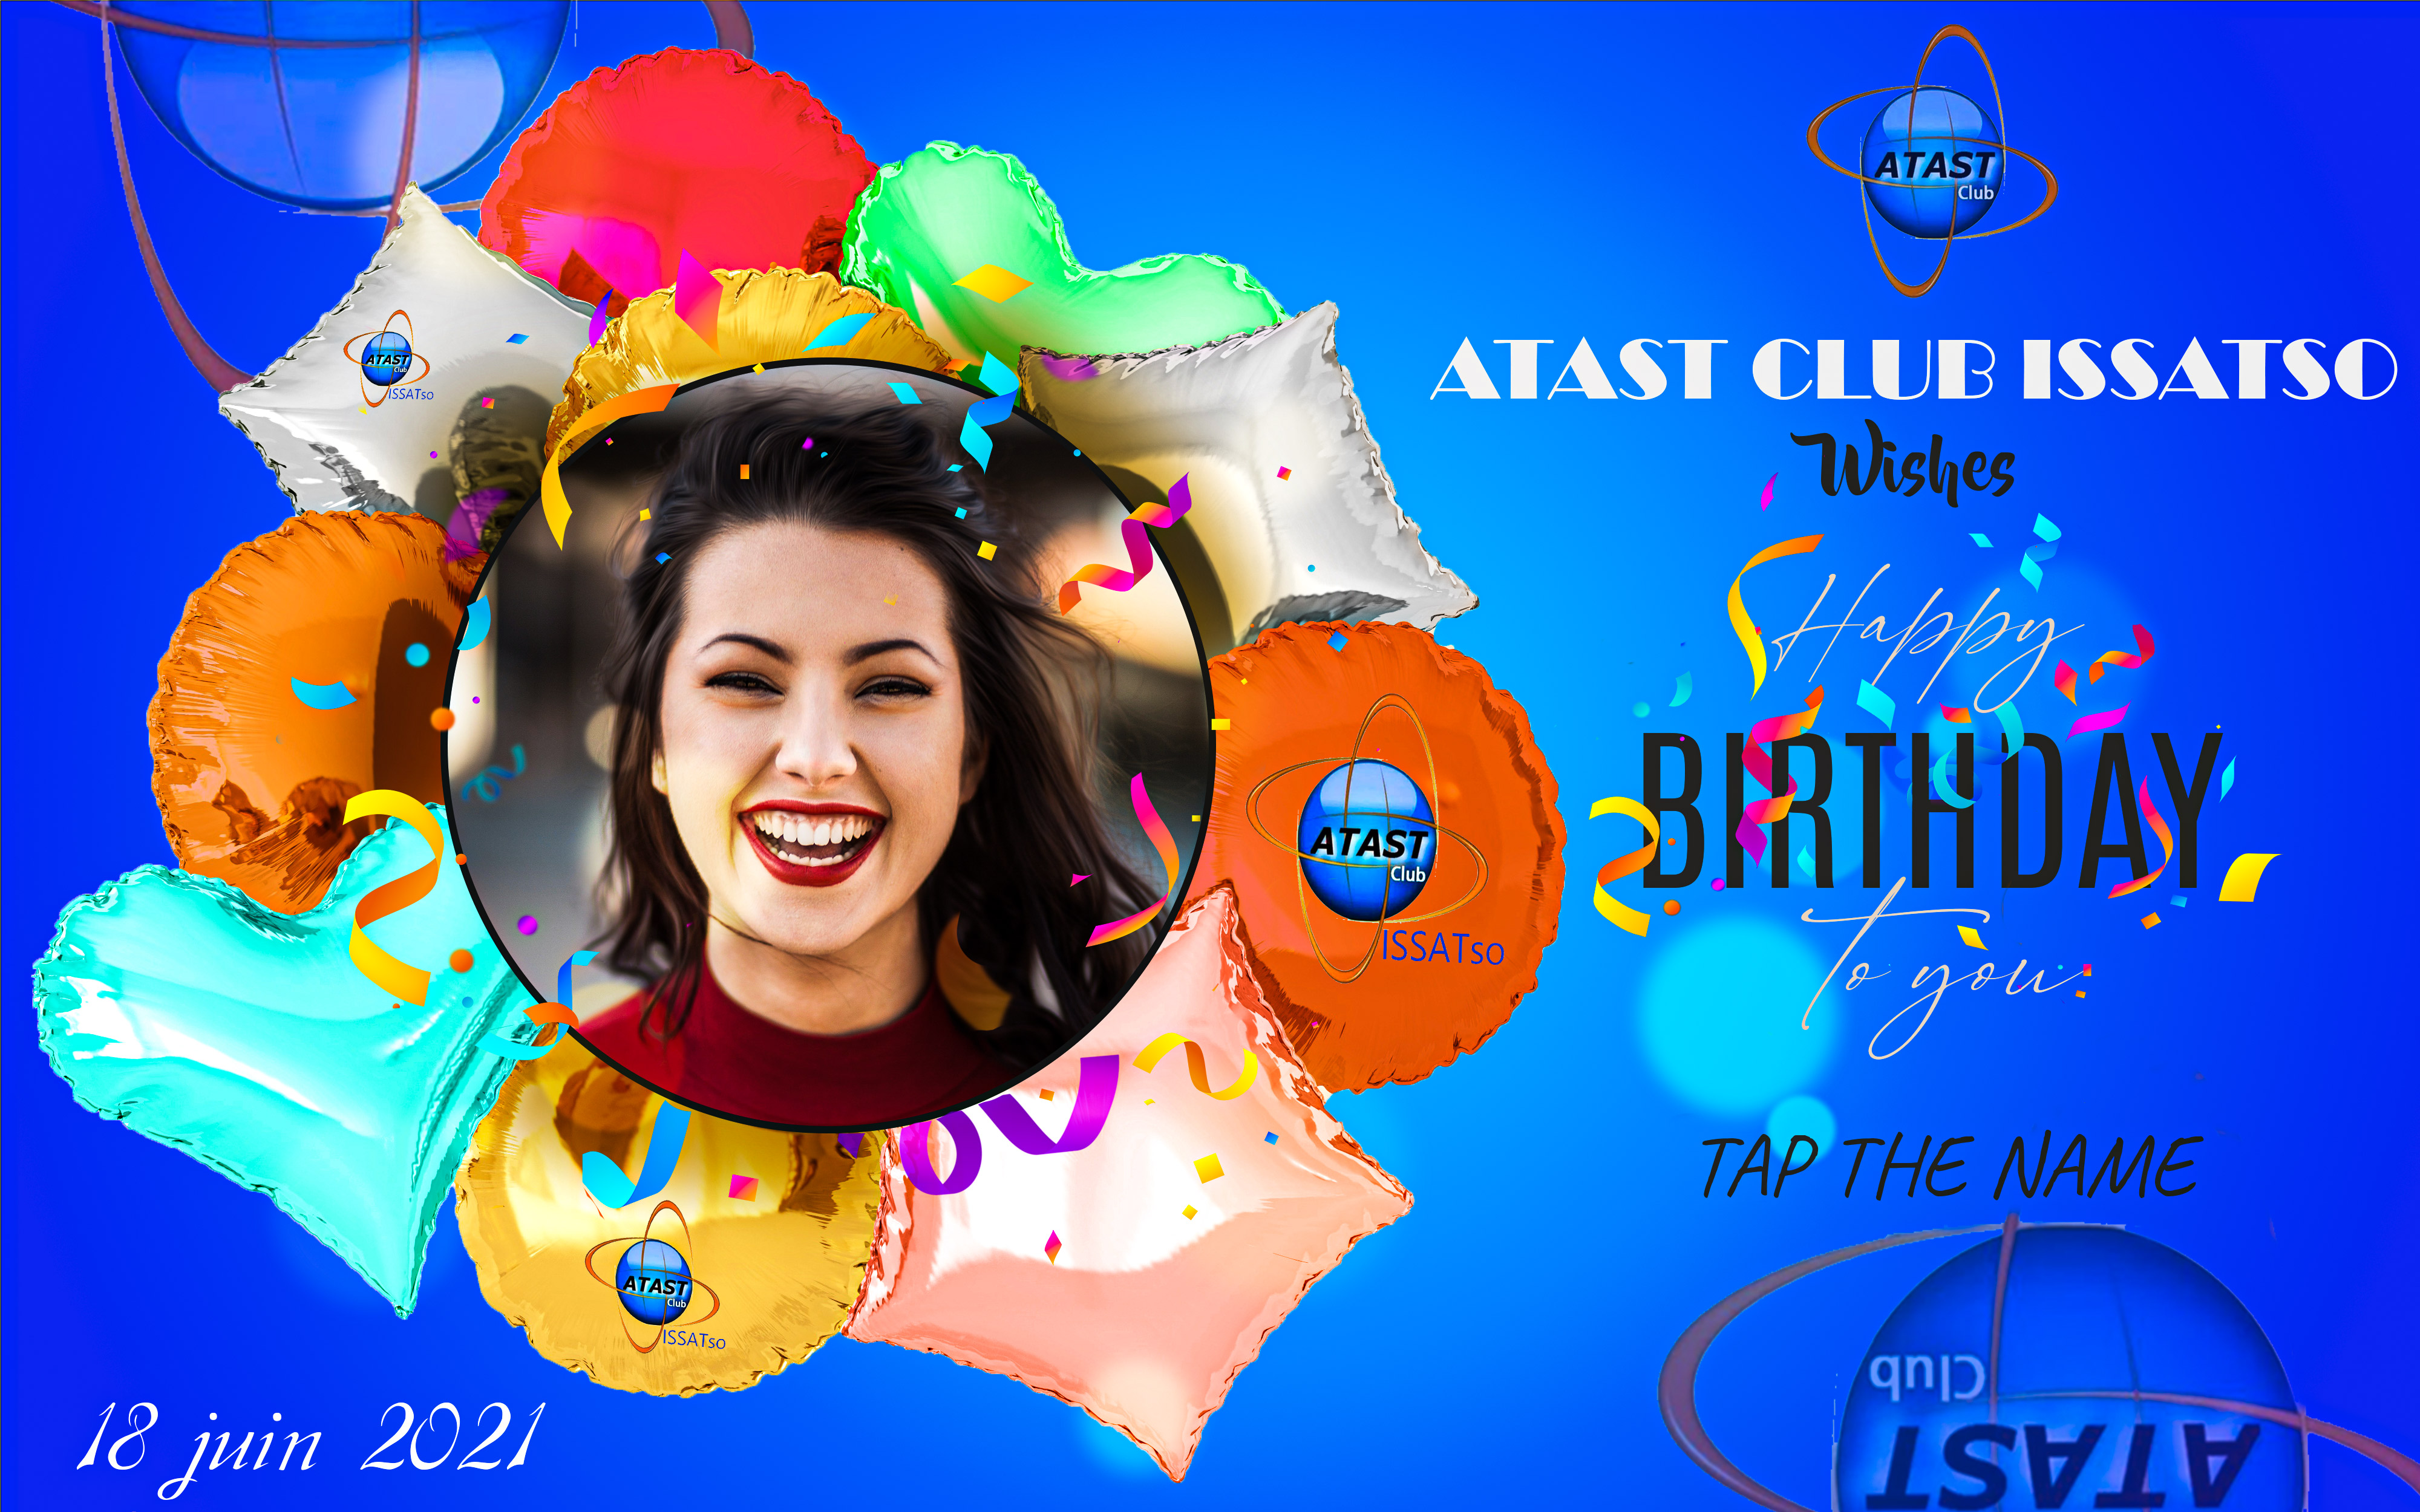 ATAST
Club
ATAST CLUB ISSATSO
Wishes
Happy
BIRTHDAY
To you
TAP THE NAME
ATAST
Club
ISSATSO
ATAST
Club
ISSATSO
ATAST
Club
ISSATSO
18 juin 2021
Club
ATAST